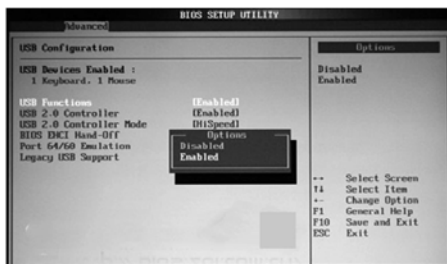 BIOS SETUP UTILITY
Advanced
USB Configuration
USB Devices Enabled :
1 Keyboard, 1 Mouse
USB Functions [Enabled]
USB 2.0 Controller [Enabled]
USB 2.0 Controller Mode [HiSpeed]
BIOS EHCI Hand-Off
Port 64/60 Emulation
Legacy USB Support
Options
Disabled
Enabled
Options
Disabled
Enabled
Select Screen
Select Item
+- Change Option
F1 General Help
F10 Save and Exit
ESC Exit